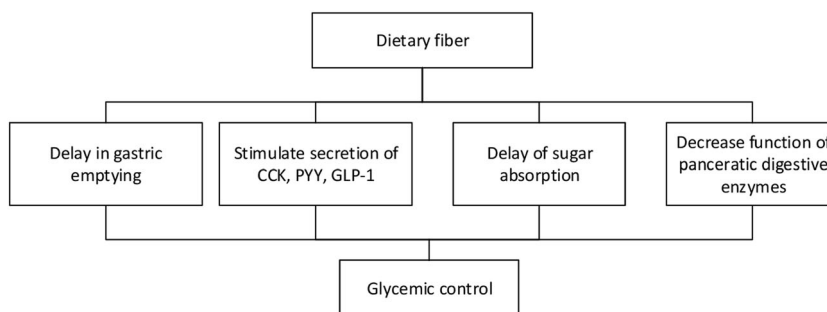 Dietary fiber
Delay in gastric
emptying
Stimulate secretion of
CCK, PYY, GLP-1
Delay of sugar
absorption
Decrease function of
panceratic digestive
enzymes
Glycemic control